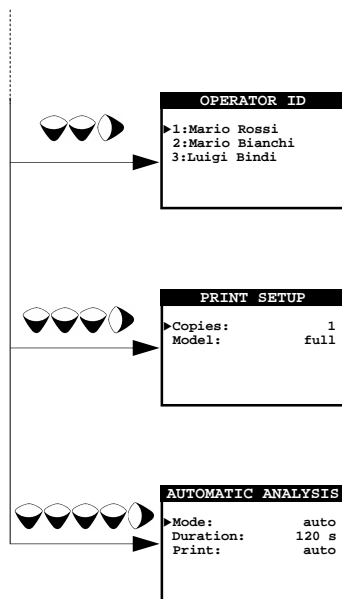 OPERATOR ID
▶1:Mario Rossi
2:Mario Bianchi
3:Luigi Bindi
PRINT SETUP
▶Copies: 1
Model: full
AUTOMATIC ANALYSIS
▶Mode: auto
Duration: 120 s
Print: auto